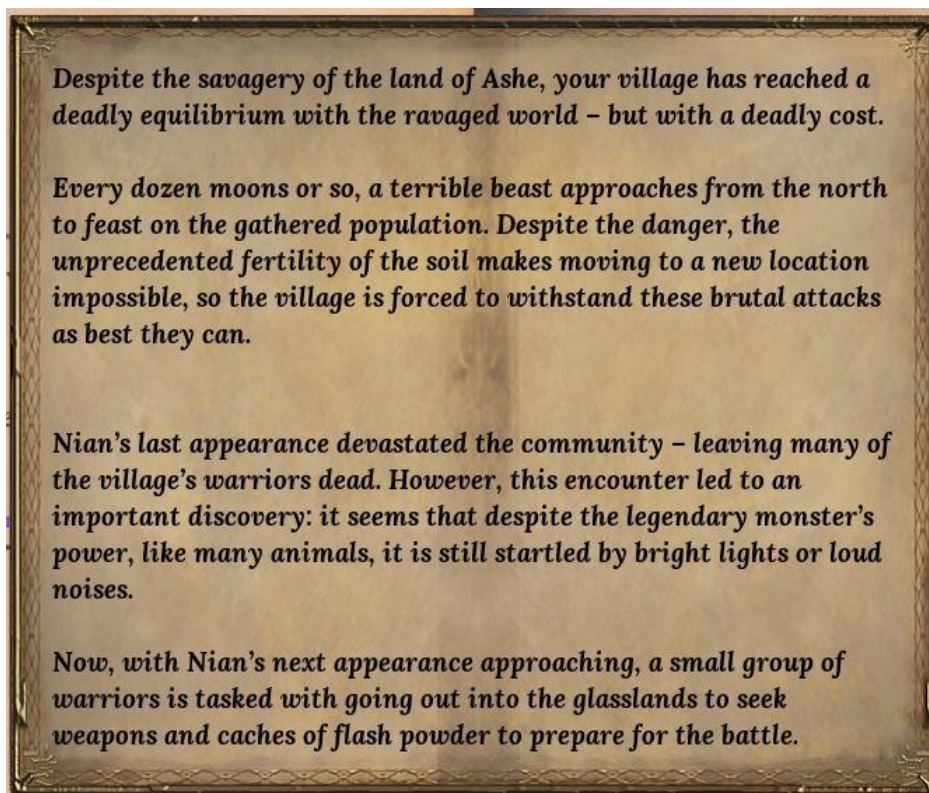 Despite the savagery of the land of Ashe, your village has reached a
deadly equilibrium with the ravaged world – but with a deadly cost.
Every dozen moons or so, a terrible beast approaches from the north
to feast on the gathered population. Despite the danger, the
unprecedented fertility of the soil makes moving to a new location
impossible, so the village is forced to withstand these brutal attacks
as best they can.
Nian’s last appearance devastated the community – leaving many of
the village’s warriors dead. However, this encounter led to an
important discovery: it seems that despite the legendary monster’s
power, like many animals, it is still startled by bright lights or loud
noises.
Now, with Nian’s next appearance approaching, a small group of
warriors is tasked with going out into the glasslands to seek
weapons and caches of flash powder to prepare for the battle.